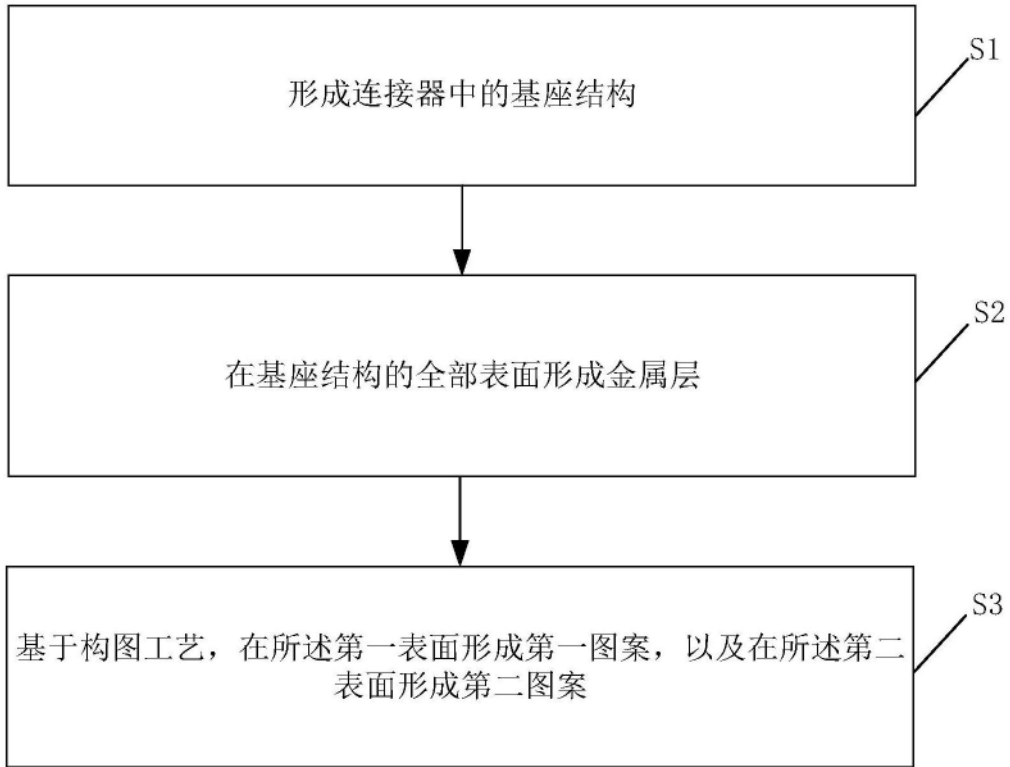 S1
形成连接器中的基座结构
S2
在基座结构的全部表面形成金属层
S3
基于构图工艺，在所述第一表面形成第一图案，以及在所述第二
表面形成第二图案